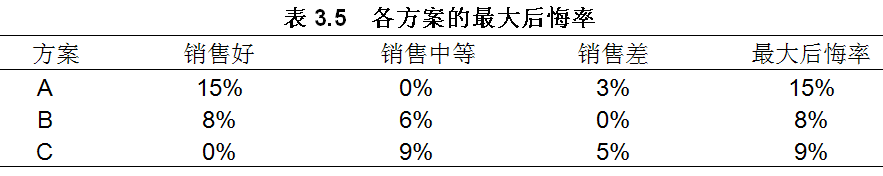 表 3.5 各方案的最大后悔率
方案 销售好 销售中等 销售差 最大后悔率
A 15% 0% 3% 15%
B 8% 6% 0% 8%
C 0% 9% 5% 9%